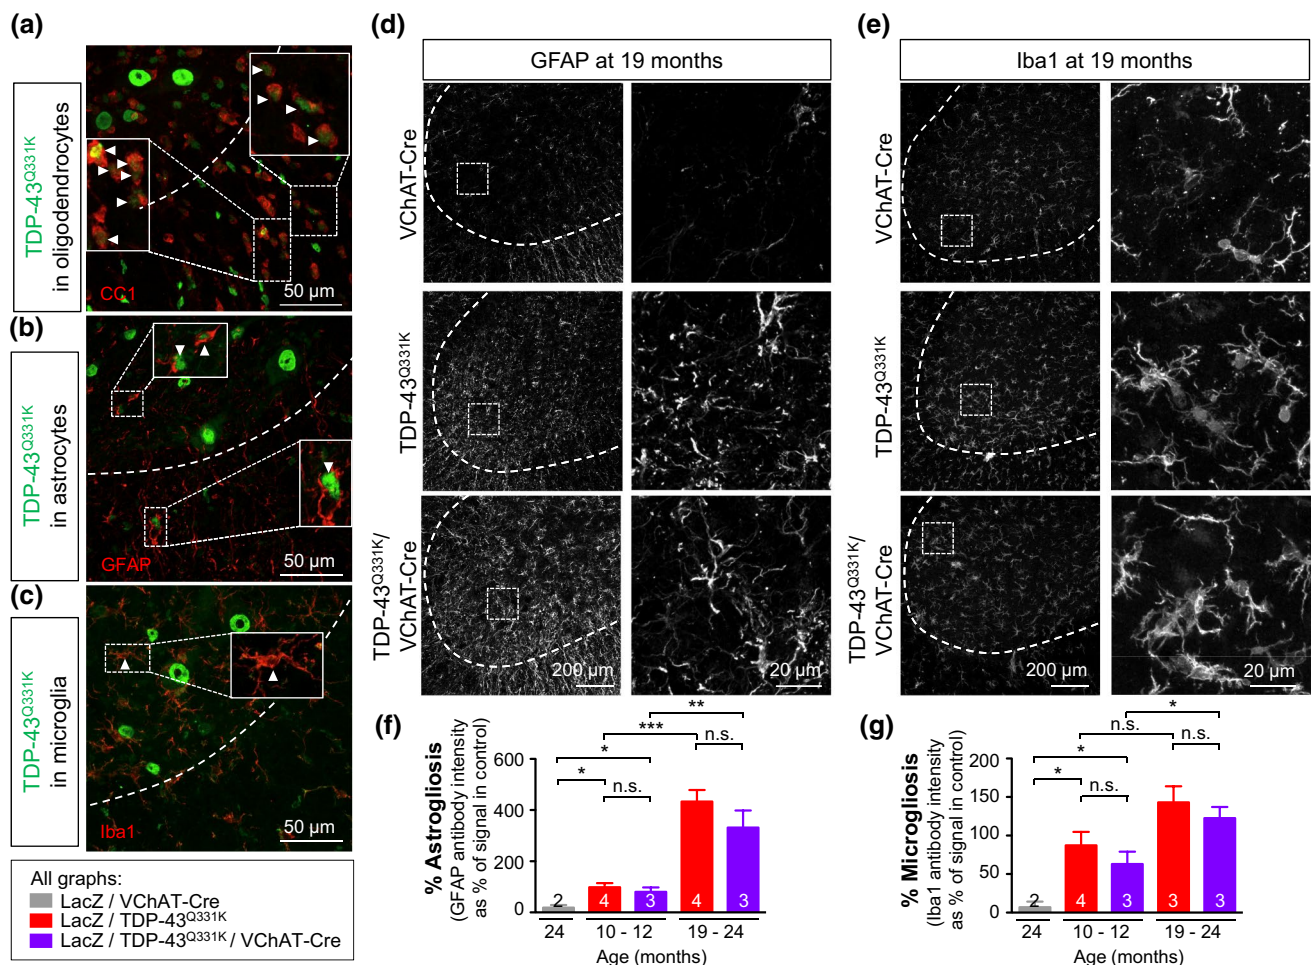 (a)
TDP-43Q331K
in oligodendrocytes
CC1
50 µm
(b)
TDP-43Q331K
in astrocytes
GFAP
50 µm
(c)
TDP-43Q331K
in microglia
Iba1
50 µm
All graphs:
LacZ / VChAT-Cre
LacZ / TDP-43Q331K
LacZ / TDP-43Q331K / VChAT-Cre
(d)
GFAP at 19 months
VChAT-Cre
TDP-43Q331K
TDP-43Q331K/
VChAT-Cre
200 µm
20 µm
(e)
Iba1 at 19 months
VChAT-Cre
TDP-43Q331K
TDP-43Q331K/
VChAT-Cre
200 µm
20 µm
(f)
% Astrogliosis
(GFAP antibody intensity
as % of signal in control)
600
400
200
0
**
***
n.s.
*
*
n.s.
2
4
3
4
3
24
10 - 12
19 - 24
Age (months)
(g)
% Microgliosis
(Iba1 antibody intensity
as % of signal in control)
200
150
100
50
0
*
n.s.
n.s.
*
*
n.s.
2
4
3
3
3
24
10 - 12
19 - 24
Age (months)